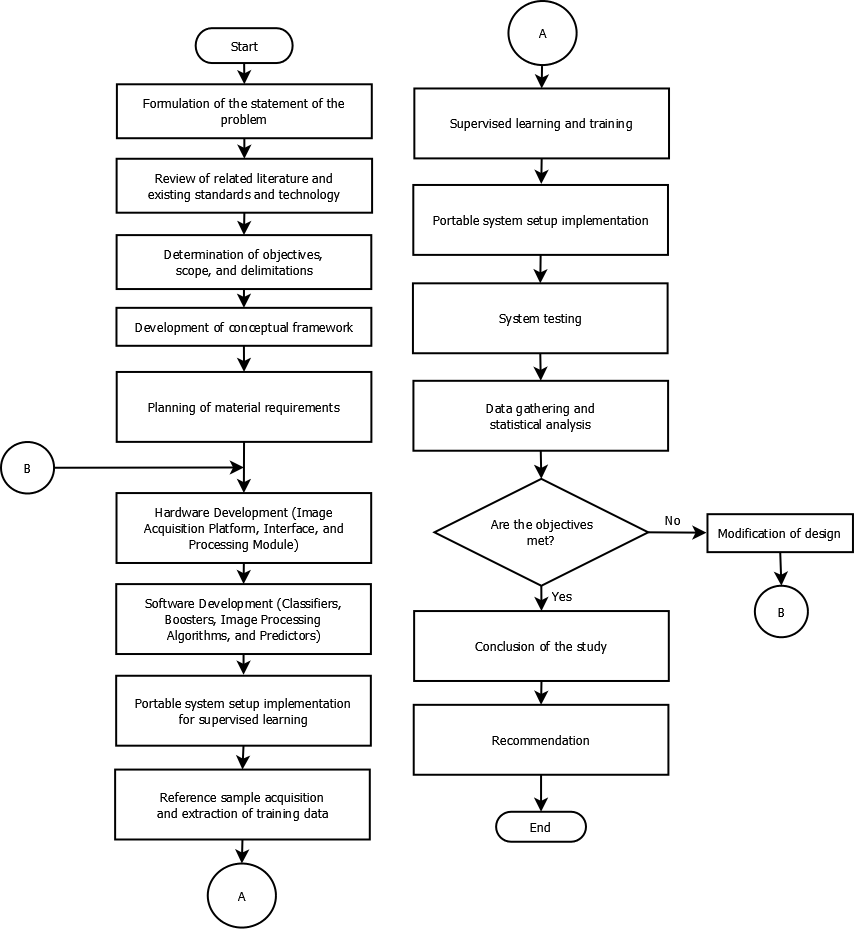 Start
Formulation of the statement of the
problem
Review of related literature and
existing standards and technology
Determination of objectives,
scope, and delimitations
Development of conceptual framework
Planning of material requirements
B
Hardware Development (Image
Acquisition Platform, Interface, and
Processing Module)
Software Development (Classifiers,
Boosters, Image Processing
Algorithms, and Predictors)
Portable system setup implementation
for supervised learning
Reference sample acquisition
and extraction of training data
A
A
Supervised learning and training
Portable system setup implementation
System testing
Data gathering and
statistical analysis
Are the objectives
met?
No
Modification of design
B
Yes
Conclusion of the study
Recommendation
End